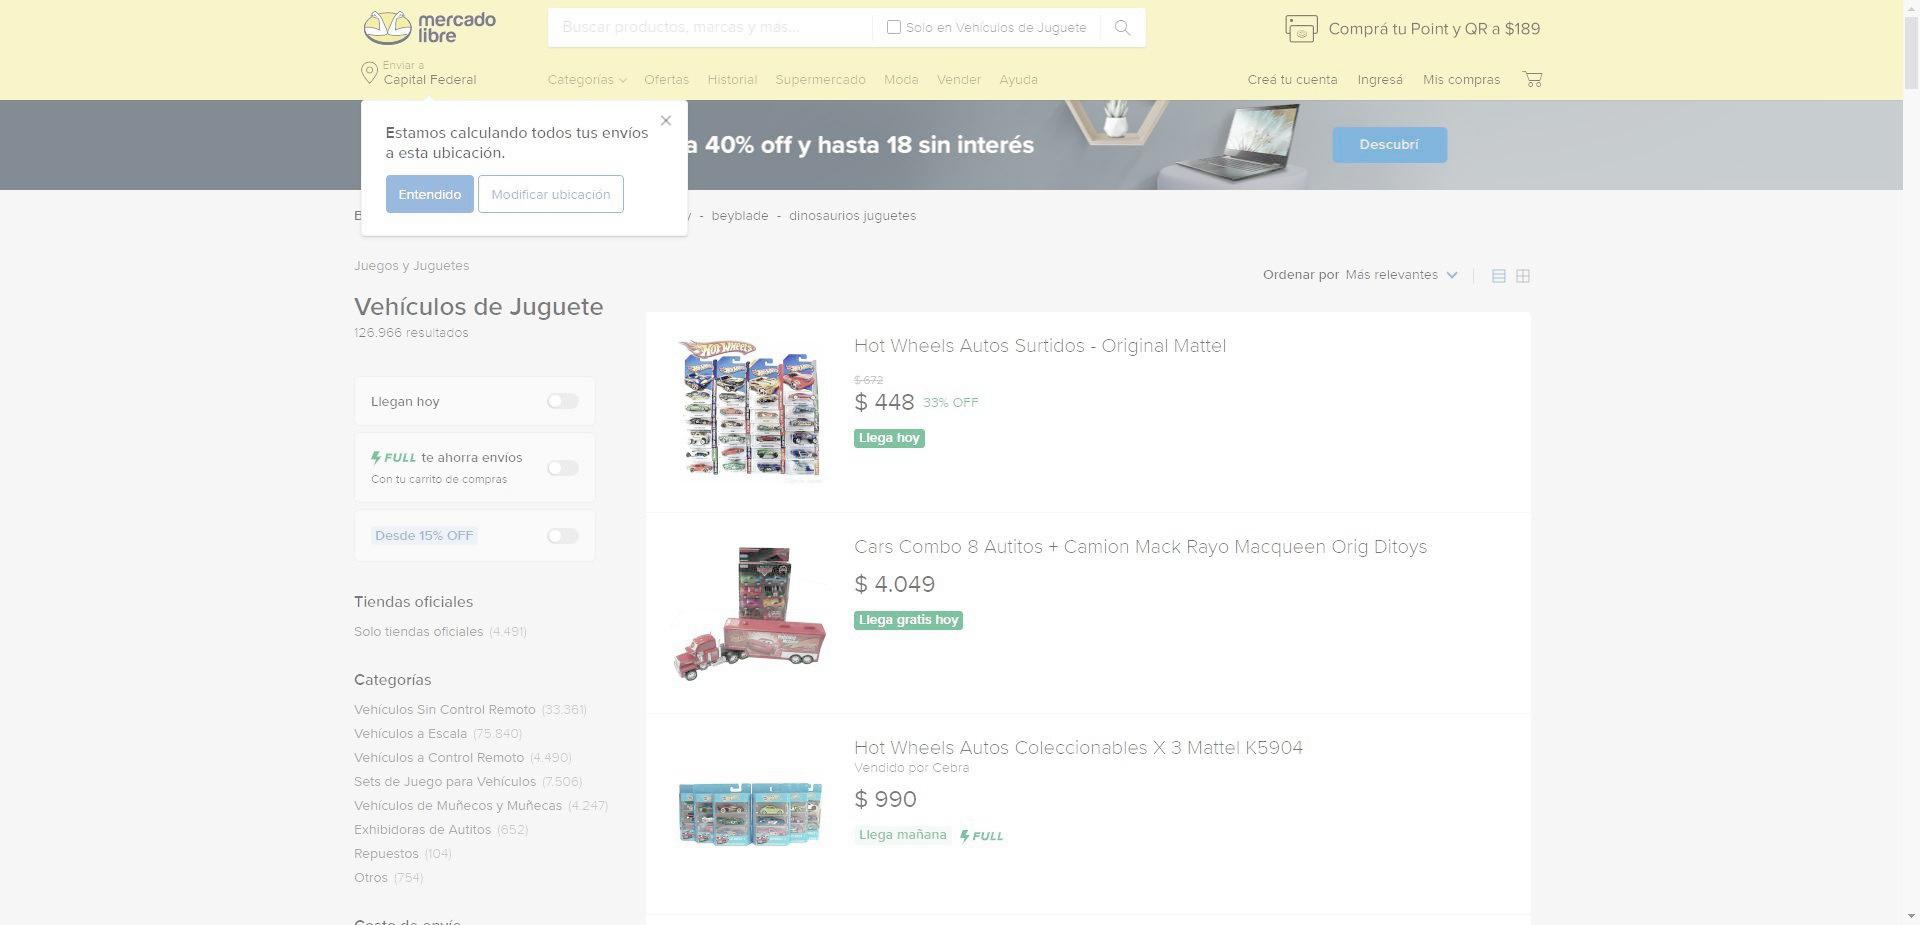 mercado
libre
Buscar productos, marcas y más...
Solo en Vehículos de Juguete
Comprá tu Point y QR a $189
Enviar a
Capital Federal
Categorías
Ofertas
Historial
Supermercado
Moda
Vender
Ayuda
Creá tu cuenta
Ingresá
Mis compras
Estamos calculando todos tus envíos
a esta ubicación.
Entendido
Modificar ubicación
a 40% off y hasta 18 sin interés
Descubrí
y - beyblade - dinosaurios juguetes
Juegos y Juguetes
Ordenar por Más relevantes
Vehículos de Juguete
126.966 resultados
Llegan hoy
FULL te ahorra envíos
Con tu carrito de compras
Desde 15% OFF
Tiendas oficiales
Solo tiendas oficiales (4.491)
Categorías
Vehículos Sin Control Remoto (33.361)
Vehículos a Escala (75.840)
Vehículos a Control Remoto (4.490)
Sets de Juego para Vehículos (7.506)
Vehículos de Muñecos y Muñecas (4.247)
Exhibidoras de Autitos (652)
Repuestos (104)
Otros (754)
Costo de envío
Hot Wheels
Hot Wheels Autos Surtidos - Original Mattel
$ 672
$ 448 33% OFF
Llega hoy
Cars Combo 8 Autitos + Camion Mack Rayo Macqueen Orig Ditoys
$ 4.049
Llega gratis hoy
Hot Wheels Autos Coleccionables X 3 Mattel K5904
Vendido por Cebra
$ 990
Llega mañana FULL